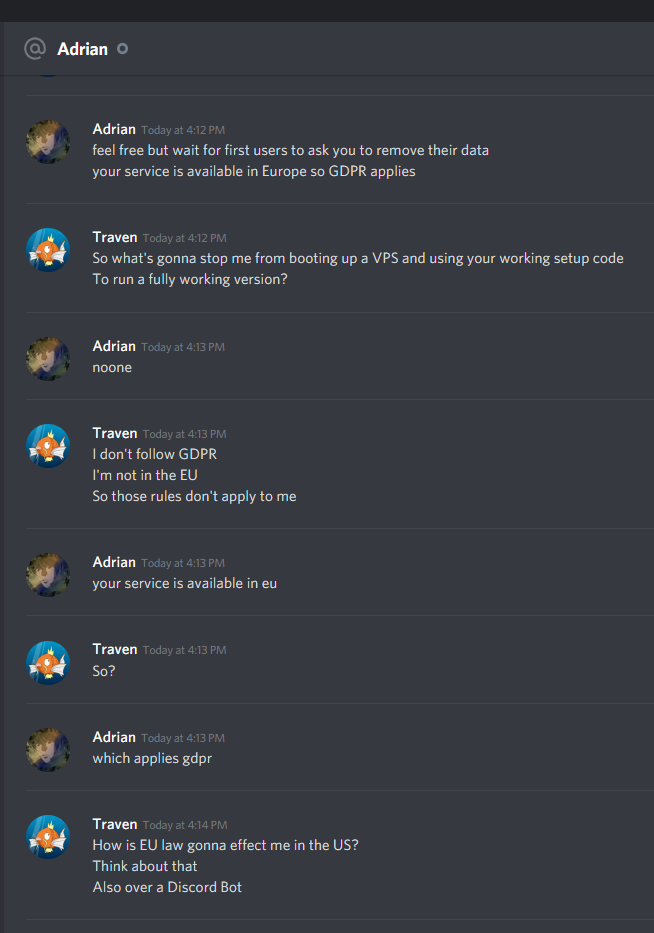 Adrian
Adrian Today at 4:12 PM
feel free but wait for first users to ask you to remove their data
your service is available in Europe so GDPR applies
Traven Today at 4:12 PM
So what's gonna stop me from booting up a VPS and using your working setup code
To run a fully working version?
Adrian Today at 4:13 PM
noone
Traven Today at 4:13 PM
I don't follow GDPR
I'm not in the EU
So those rules don't apply to me
Adrian Today at 4:13 PM
your service is available in eu
Traven Today at 4:13 PM
So?
Adrian Today at 4:13 PM
which applies gdpr
Traven Today at 4:14 PM
How is EU law gonna effect me in the US?
Think about that
Also over a Discord Bot